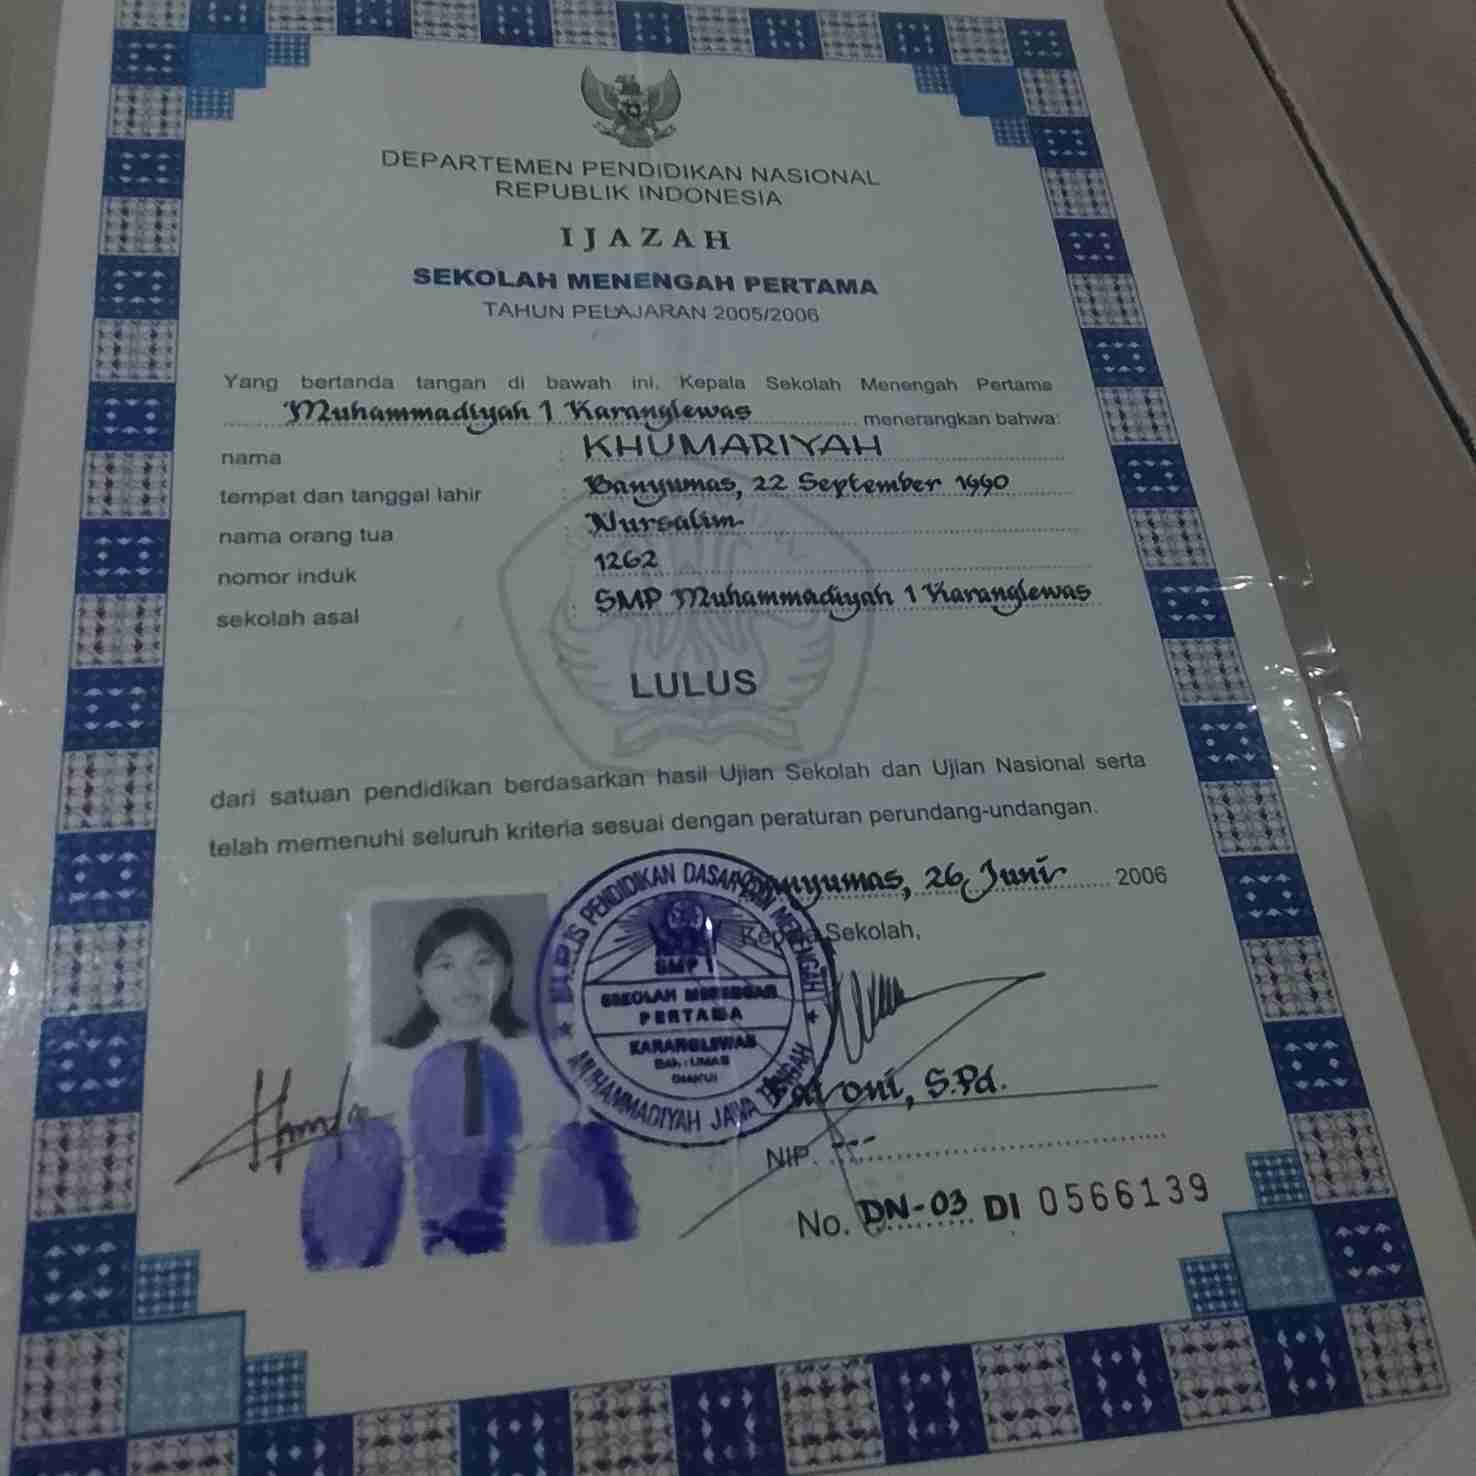 DEPARTEMEN PENDIDIKAN NASIONAL
REPUBLIK INDONESIA
IJAZAH
SEKOLAH MENENGAH PERTAMA
TAHUN PELAJARAN 2005/2006
Yang bertanda tangan di bawah ini, Kepala Sekolah Menengah Pertama
Muhammadiyah 1 Karanglewas menerangkan bahwa:
nama : KHUMARIYAH
tempat dan tanggal lahir : Banyumas, 22 September 1990
nama orang tua : Nursalim
nomor induk : 1262
sekolah asal : SMP Muhammadiyah 1 Karanglewas
LULUS
dari satuan pendidikan berdasarkan hasil Ujian Sekolah dan Ujian Nasional serta
telah memenuhi seluruh kriteria sesuai dengan peraturan perundang-undangan.
Banyumas, 26 Juni 2006
Kepala Sekolah,
MAJELIS PENDIDIKAN DASAR DAN MENENGAH
MUHAMMADIYAH JAWA TENGAH
SMP 1
SEKOLAH MENENGAH
PERTAMA
KARANGLEWAS
S.Pd.
NIP. ---
No. DN-03 DI 0566139